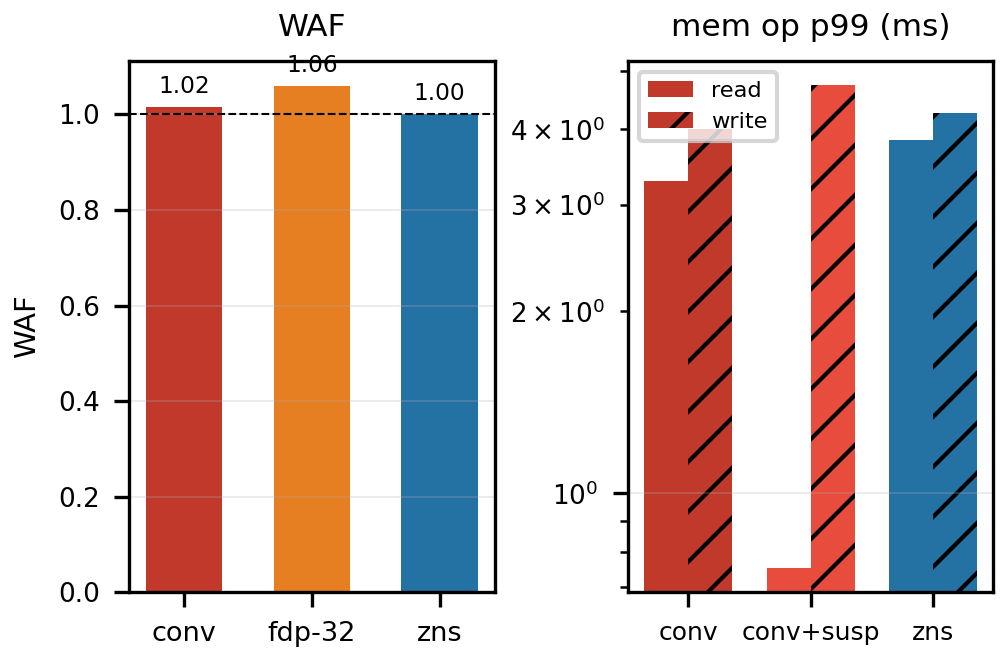 WAF
1.02
1.06
1.00
WAF
1.0
0.8
0.6
0.4
0.2
0.0
conv
fdp-32
zns
mem op p99 (ms)
read
write
4 × 10⁰
3 × 10⁰
2 × 10⁰
10⁰
conv
conv+susp
zns